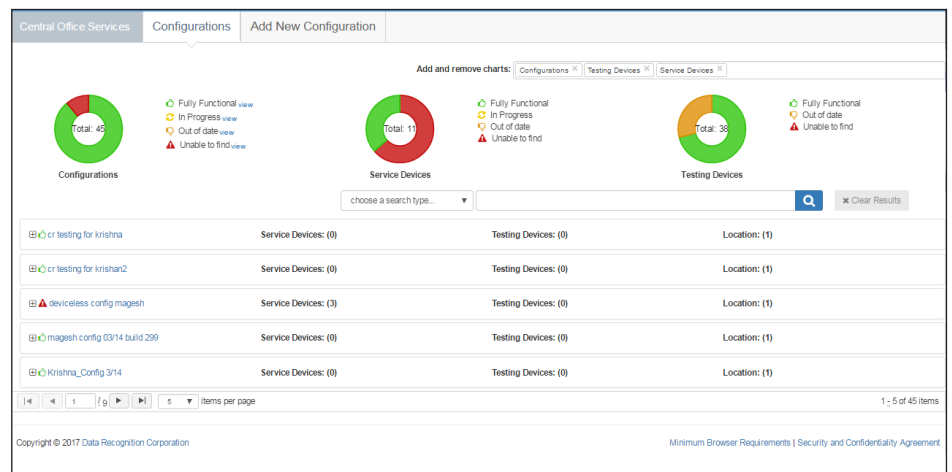 Central Office Services Configurations Add New Configuration
Add and remove charts: Configurations × Testing Devices × Service Devices ×
Total: 45
Fully Functional view
In Progress view
Out of date view
Unable to find view
Configurations
Total: 11
Fully Functional
In Progress
Out of date
Unable to find
Service Devices
Total: 38
Fully Functional
Out of date
Unable to find
Testing Devices
choose a search type... Clear Results
cr testing for krishna Service Devices: (0) Testing Devices: (0) Location: (1)
cr testing for krishan2 Service Devices: (0) Testing Devices: (0) Location: (1)
deviceless config magesh Service Devices: (3) Testing Devices: (0) Location: (1)
magesh config 03/14 build 299 Service Devices: (0) Testing Devices: (0) Location: (1)
Krishna_Config 3/14 Service Devices: (0) Testing Devices: (0) Location: (1)
1 / 9 5 items per page 1 - 5 of 45 items
Copyright © 2017 Data Recognition Corporation Minimum Browser Requirements | Security and Confidentiality Agreement